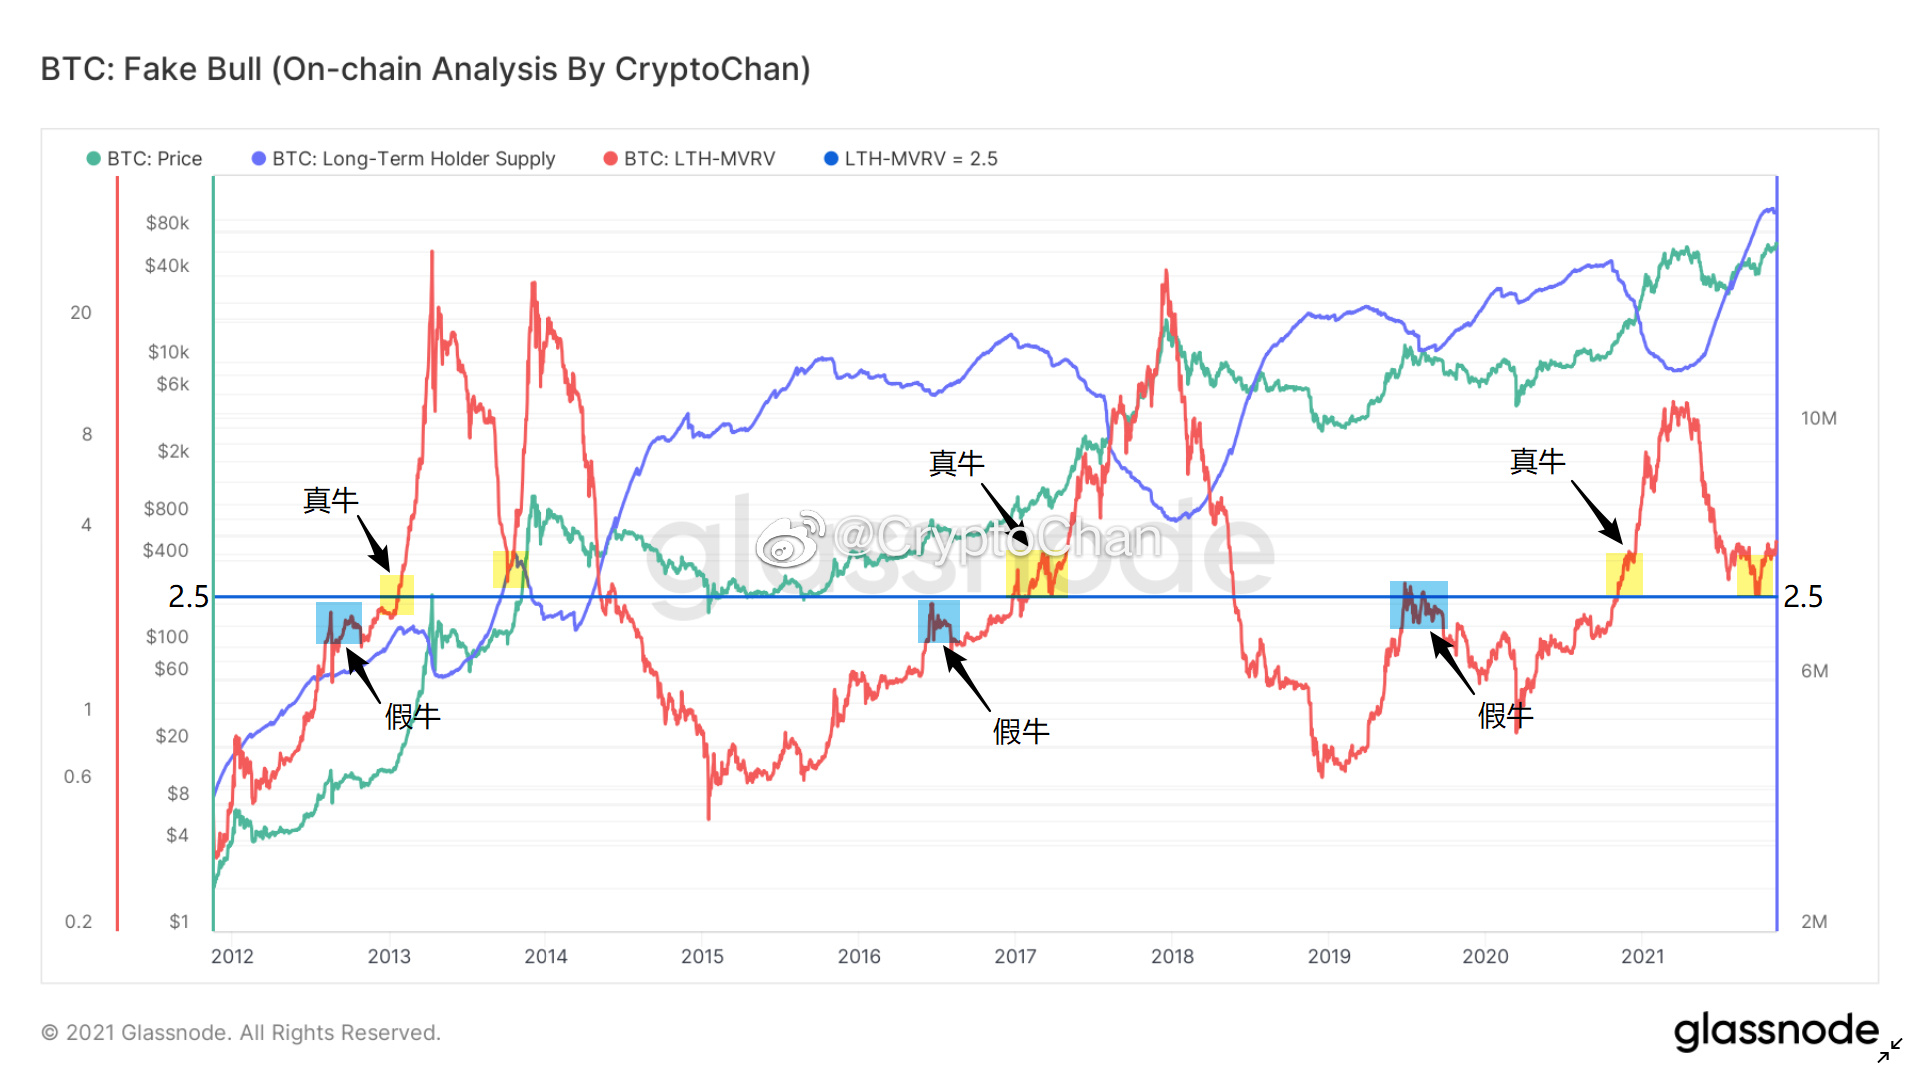 BTC: Fake Bull (On-chain Analysis By CryptoChan)
BTC: Price BTC: Long-Term Holder Supply BTC: LTH-MVRV LTH-MVRV = 2.5
20
8
4
1
0.6
0.2
$80k
$40k
$10k
$6k
$2k
$800
$400
$100
$60
$20
$8
$4
$1
2.5
真牛
假牛
真牛
假牛
真牛
假牛
glassnode
@CryptoChan
10M
2.5
6M
2M
2012 2013 2014 2015 2016 2017 2018 2019 2020 2021
© 2021 Glassnode. All Rights Reserved.
glassnode